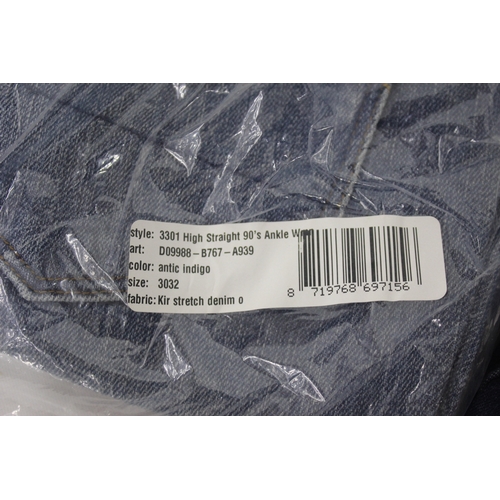 style: 3301 High Straight 90's Ankle
art: D09988-B767-A939
color: antic indigo
size: 3032
fabric: Kir stretch denim o
8 719768 697156